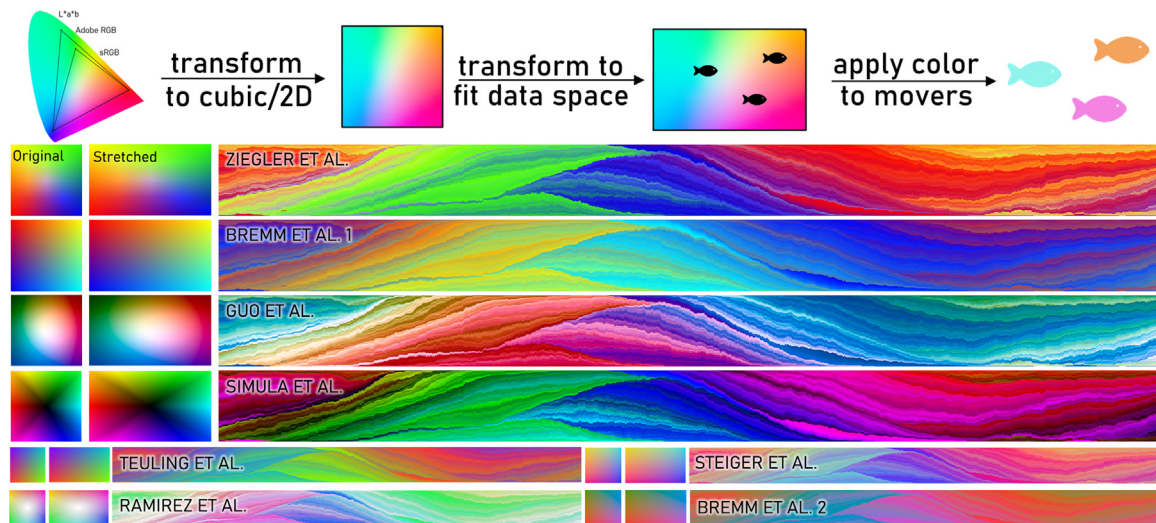 L*a*b
Adobe RGB
sRGB
transform
to cubic/2D
transform to
fit data space
apply color
to movers
Original
Stretched
ZIEGLER ET AL.
BREMM ET AL. 1
GUO ET AL.
SIMULA ET AL.
TEULING ET AL.
STEIGER ET AL.
RAMIREZ ET AL.
BREMM ET AL. 2